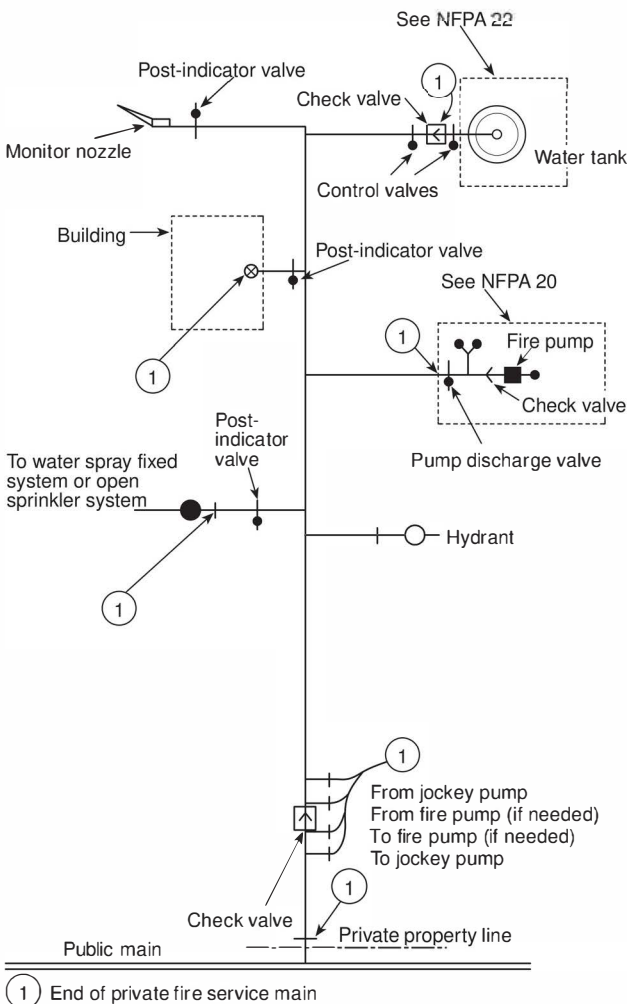 See NFPA 22
Post-indicator valve
1
Check valve
Monitor nozzle
Water tank
Control valves
Building
Post-indicator valve
See NFPA 20
1
Fire pump
1
Check valve
Post-
indicator
valve
Pump discharge valve
To water spray fixed
system or open
sprinkler system
Hydrant
1
1
From jockey pump
From fire pump (if needed)
To fire pump (if needed)
To jockey pump
1
Check valve
Private property line
Public main
1 End of private fire service main